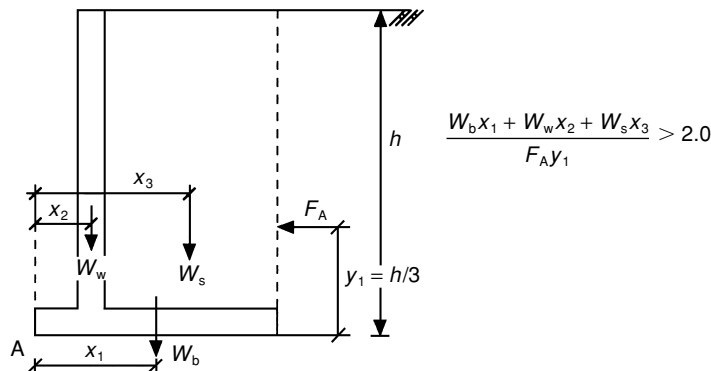 h
W_b x_1 + W_w x_2 + W_s x_3
F_A y_1
> 2.0
x_3
x_2
F_A
W_w
W_s
y_1 = h/3
A
x_1
W_b